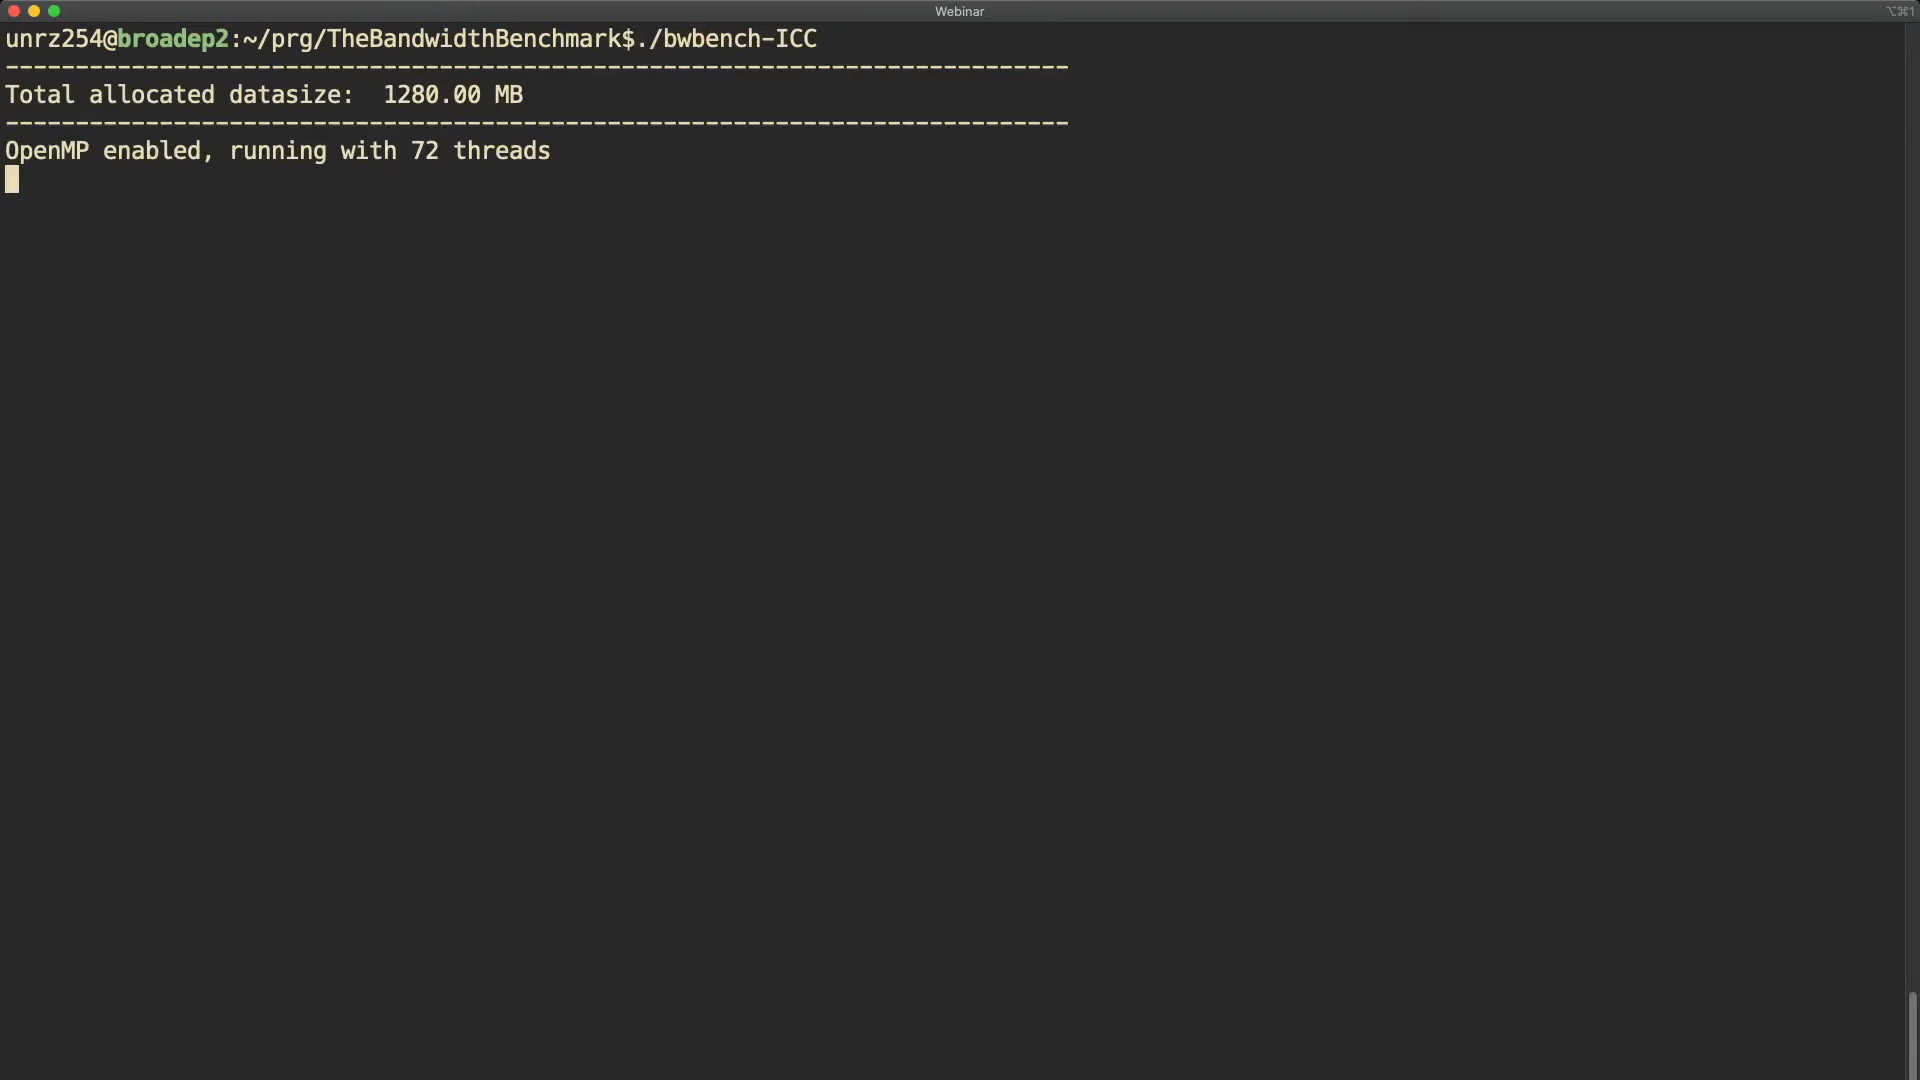 Webinar
⌥⌘1
unrz254@broadep2:~/prg/TheBandwidthBenchmark$./bwbench-ICC
----------------------------------------------------------------------------
Total allocated datasize:  1280.00 MB
----------------------------------------------------------------------------
OpenMP enabled, running with 72 threads